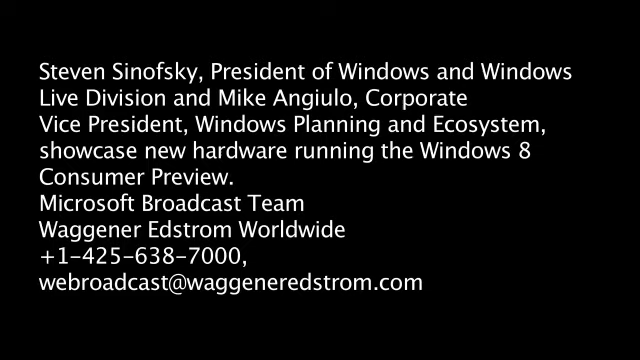 Steven Sinofsky, President of Windows and Windows
Live Division and Mike Angiulo, Corporate
Vice President, Windows Planning and Ecosystem,
showcase new hardware running the Windows 8
Consumer Preview.
Microsoft Broadcast Team
Waggener Edstrom Worldwide
+1-425-638-7000,
webroadcast@waggeneredstrom.com